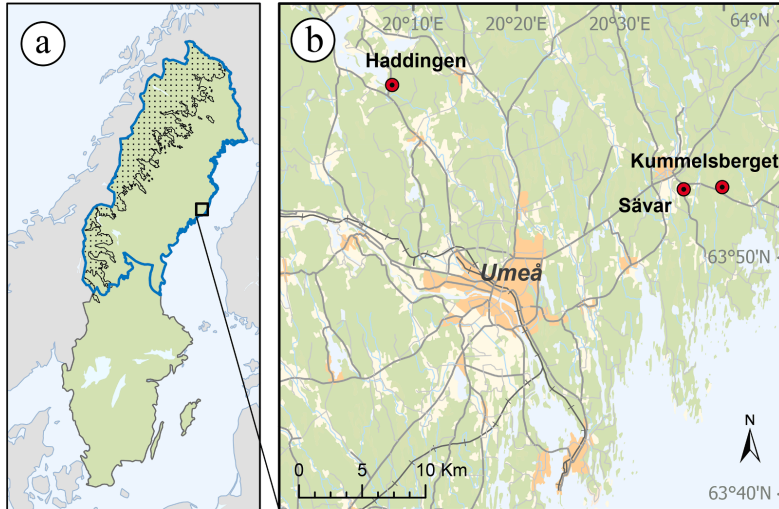 a
b
20°10'E
20°20'E
20°30'E
64°N
Haddingen
Kummelsberget
Sävar
63°50'N
Umeå
0
5
10 Km
N
63°40'N